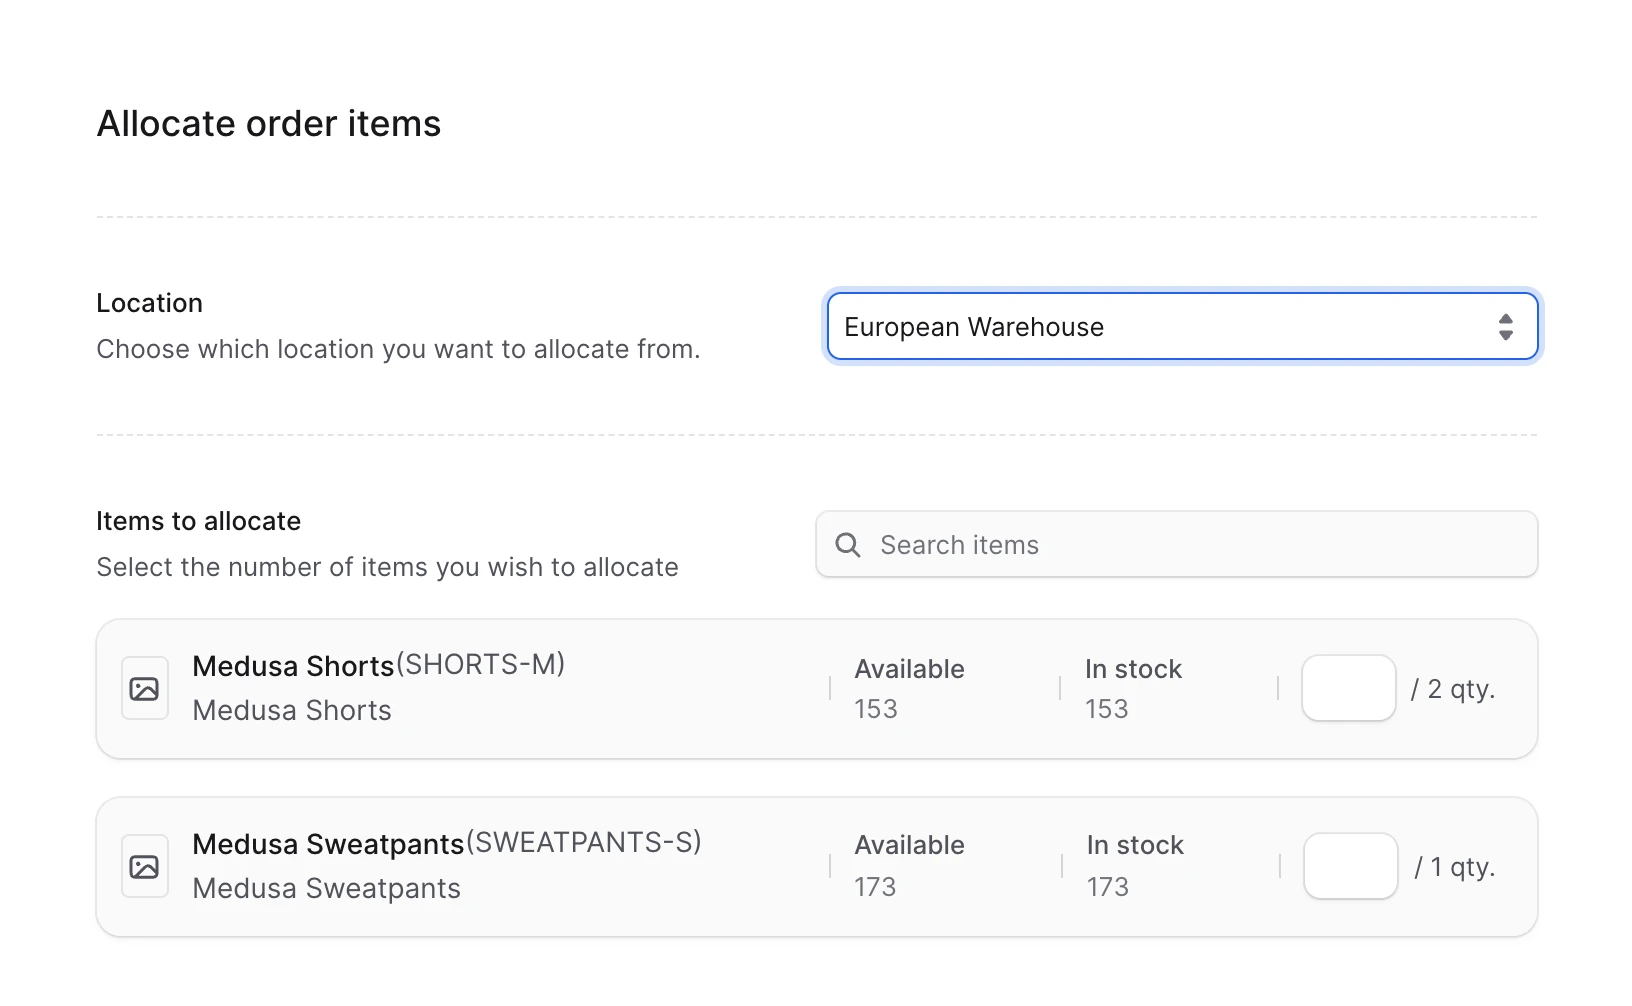 Allocate order items
Location
Choose which location you want to allocate from.
European Warehouse
Items to allocate
Select the number of items you wish to allocate
Search items
Medusa Shorts(SHORTS-M)
Medusa Shorts
Available
153
In stock
153
/ 2 qty.
Medusa Sweatpants(SWEATPANTS-S)
Medusa Sweatpants
Available
173
In stock
173
/ 1 qty.